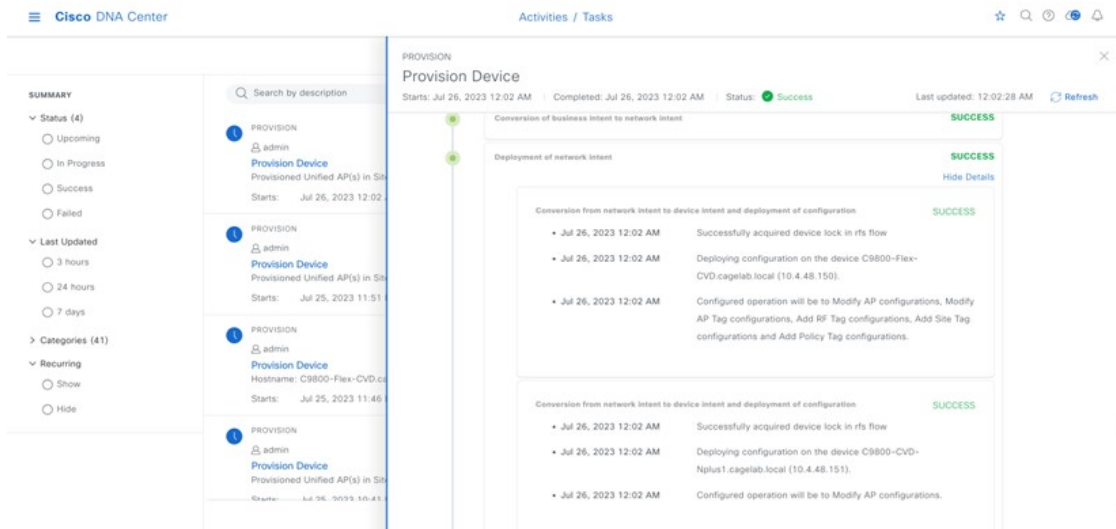 Cisco DNA Center
Activities / Tasks
SUMMARY
Status (4)
Upcoming
In Progress
Success
Failed
Last Updated
3 hours
24 hours
7 days
Categories (41)
Recurring
Show
Hide
Search by description
PROVISION
admin
Provision Device
Provisioned Unified AP(s) in Sit
Starts: Jul 26, 2023 12:02
PROVISION
admin
Provision Device
Provisioned Unified AP(s) in Sit
Starts: Jul 25, 2023 11:51
PROVISION
admin
Provision Device
Hostname: C9800-Flex-CVD.ca
Starts: Jul 25, 2023 11:46
PROVISION
admin
Provision Device
Provisioned Unified AP(s) in Sit
Starts: Jul 25, 2023 10:41
PROVISION
Provision Device
Starts: Jul 26, 2023 12:02 AM Completed: Jul 26, 2023 12:02 AM Status: Success Last updated: 12:02:28 AM Refresh
Conversion of business intent to network intent SUCCESS
Deployment of network intent SUCCESS
Hide Details
Conversion from network intent to device intent and deployment of configuration SUCCESS
• Jul 26, 2023 12:02 AM Successfully acquired device lock in rfs flow
• Jul 26, 2023 12:02 AM Deploying configuration on the device C9800-Flex-
CVD.cagelab.local (10.4.48.150).
• Jul 26, 2023 12:02 AM Configured operation will be to Modify AP configurations, Modify
AP Tag configurations, Add RF Tag configurations, Add Site Tag
configurations and Add Policy Tag configurations.
Conversion from network intent to device intent and deployment of configuration SUCCESS
• Jul 26, 2023 12:02 AM Successfully acquired device lock in rfs flow
• Jul 26, 2023 12:02 AM Deploying configuration on the device C9800-CVD-
Nplus1.cagelab.local (10.4.48.151).
• Jul 26, 2023 12:02 AM Configured operation will be to Modify AP configurations.